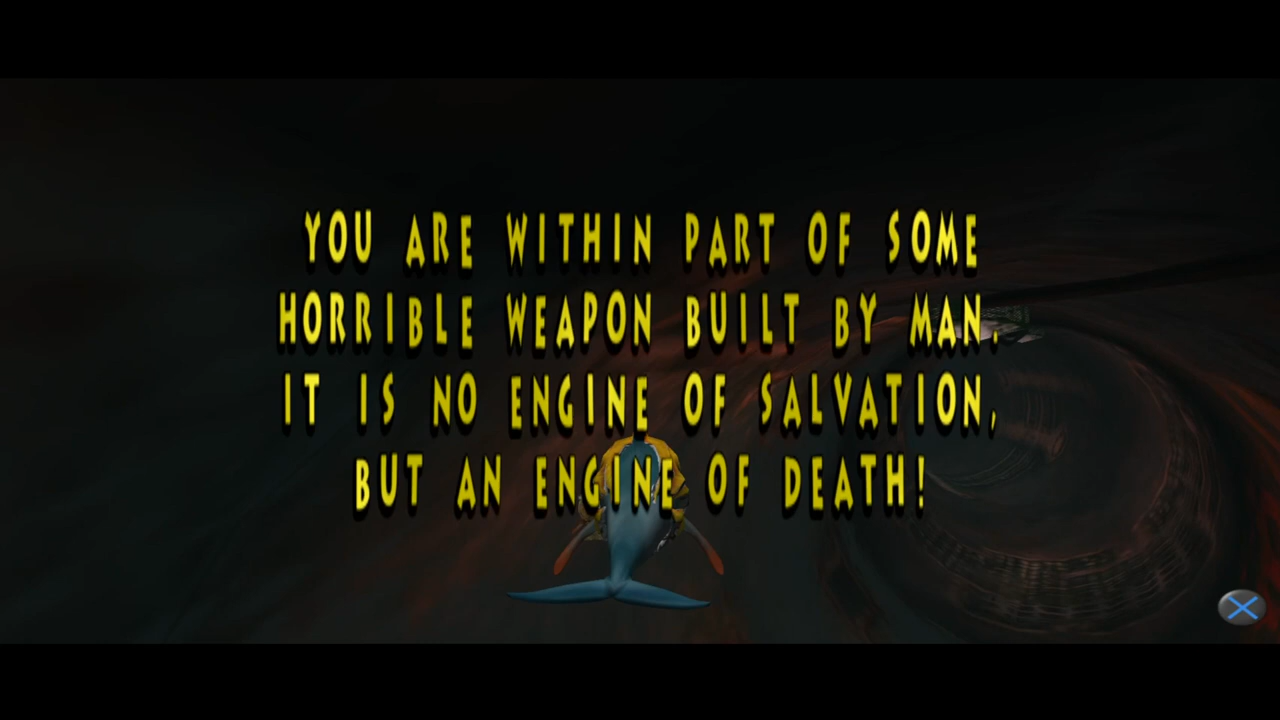 YOU ARE WITHIN PART OF SOME
HORRIBLE WEAPON BUILT BY MAN.
IT IS NO ENGINE OF SALVATION,
BUT AN ENGINE OF DEATH!